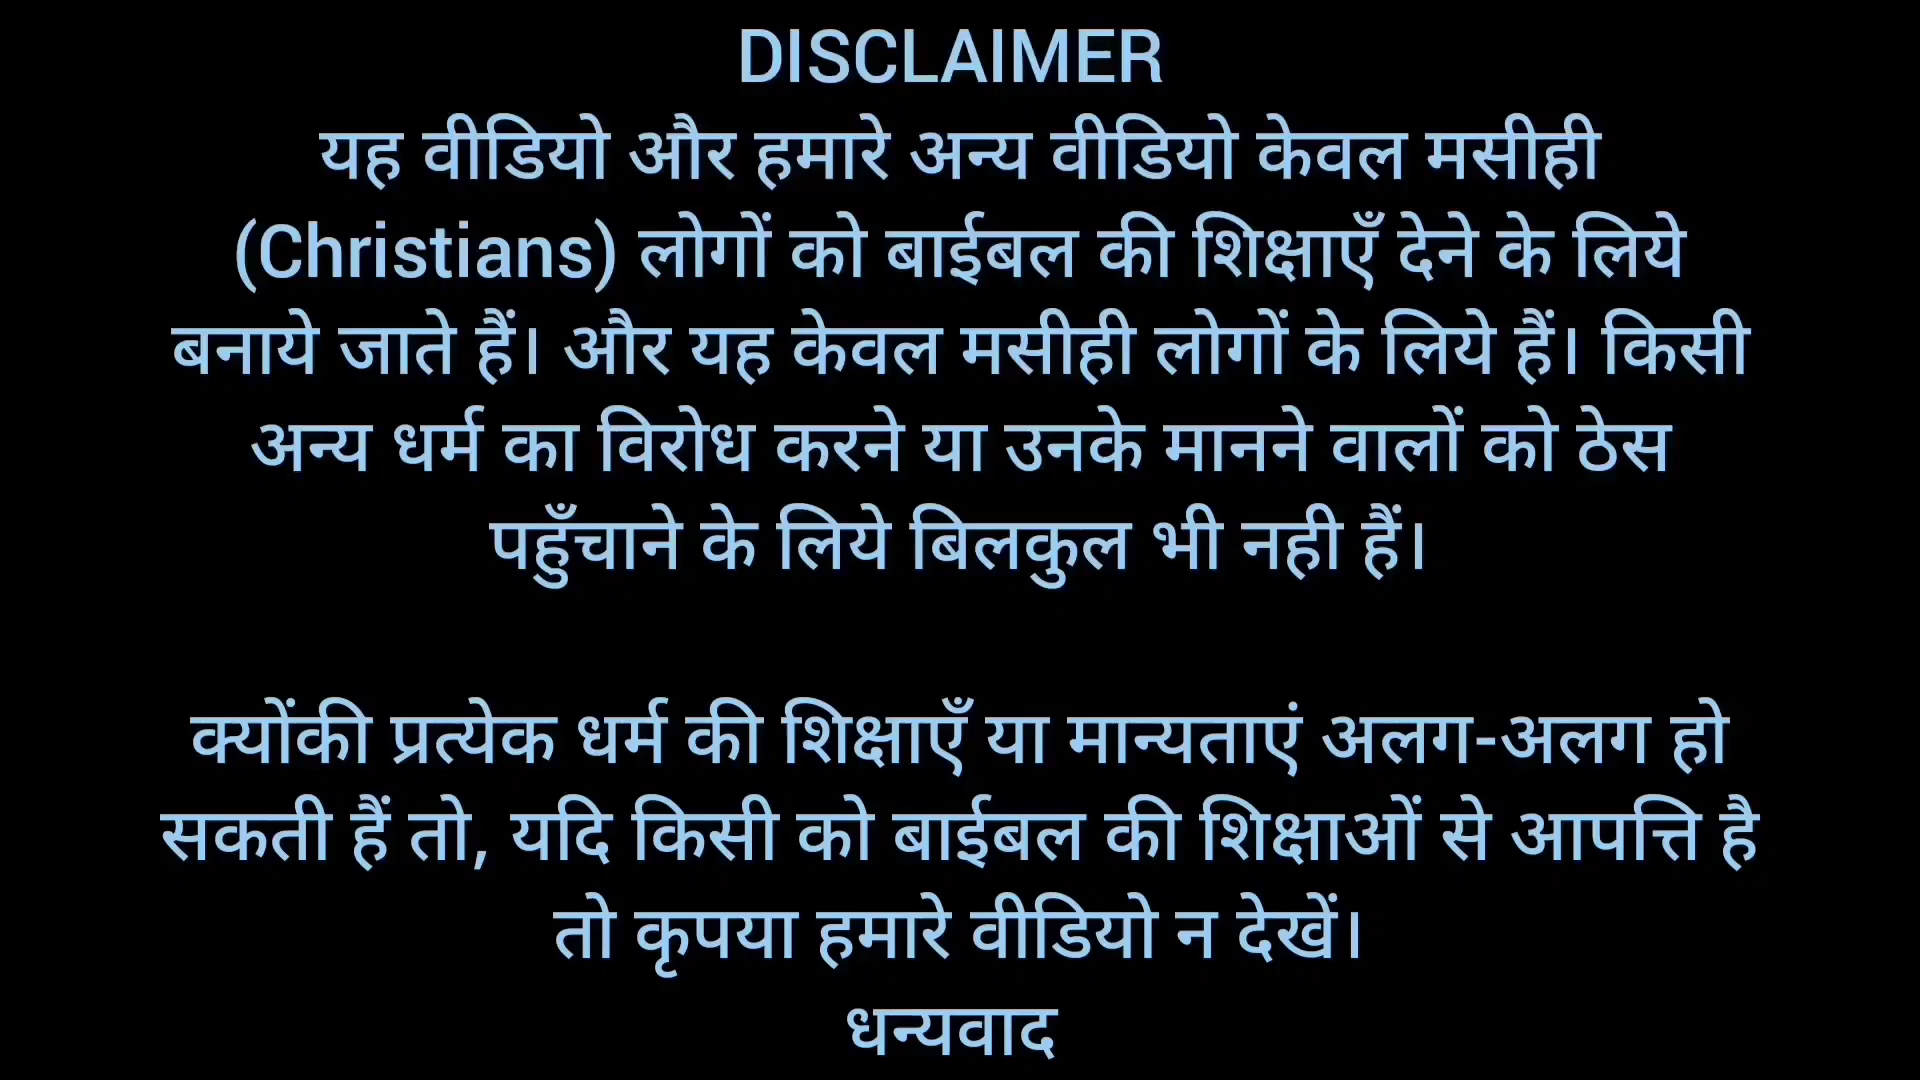 DISCLAIMER
यह वीडियो और हमारे अन्य वीडियो केवल मसीही
(Christians) लोगों को बाईबल की शिक्षाएँ देने के लिये
बनाये जाते हैं। और यह केवल मसीही लोगों के लिये हैं। किसी
अन्य धर्म का विरोध करने या उनके मानने वालों को ठेस
पहुँचाने के लिये बिलकुल भी नही हैं।
क्योंकी प्रत्येक धर्म की शिक्षाएँ या मान्यताएं अलग-अलग हो
सकती हैं तो, यदि किसी को बाईबल की शिक्षाओं से आपत्ति है
तो कृपया हमारे वीडियो न देखें।
धन्यवाद